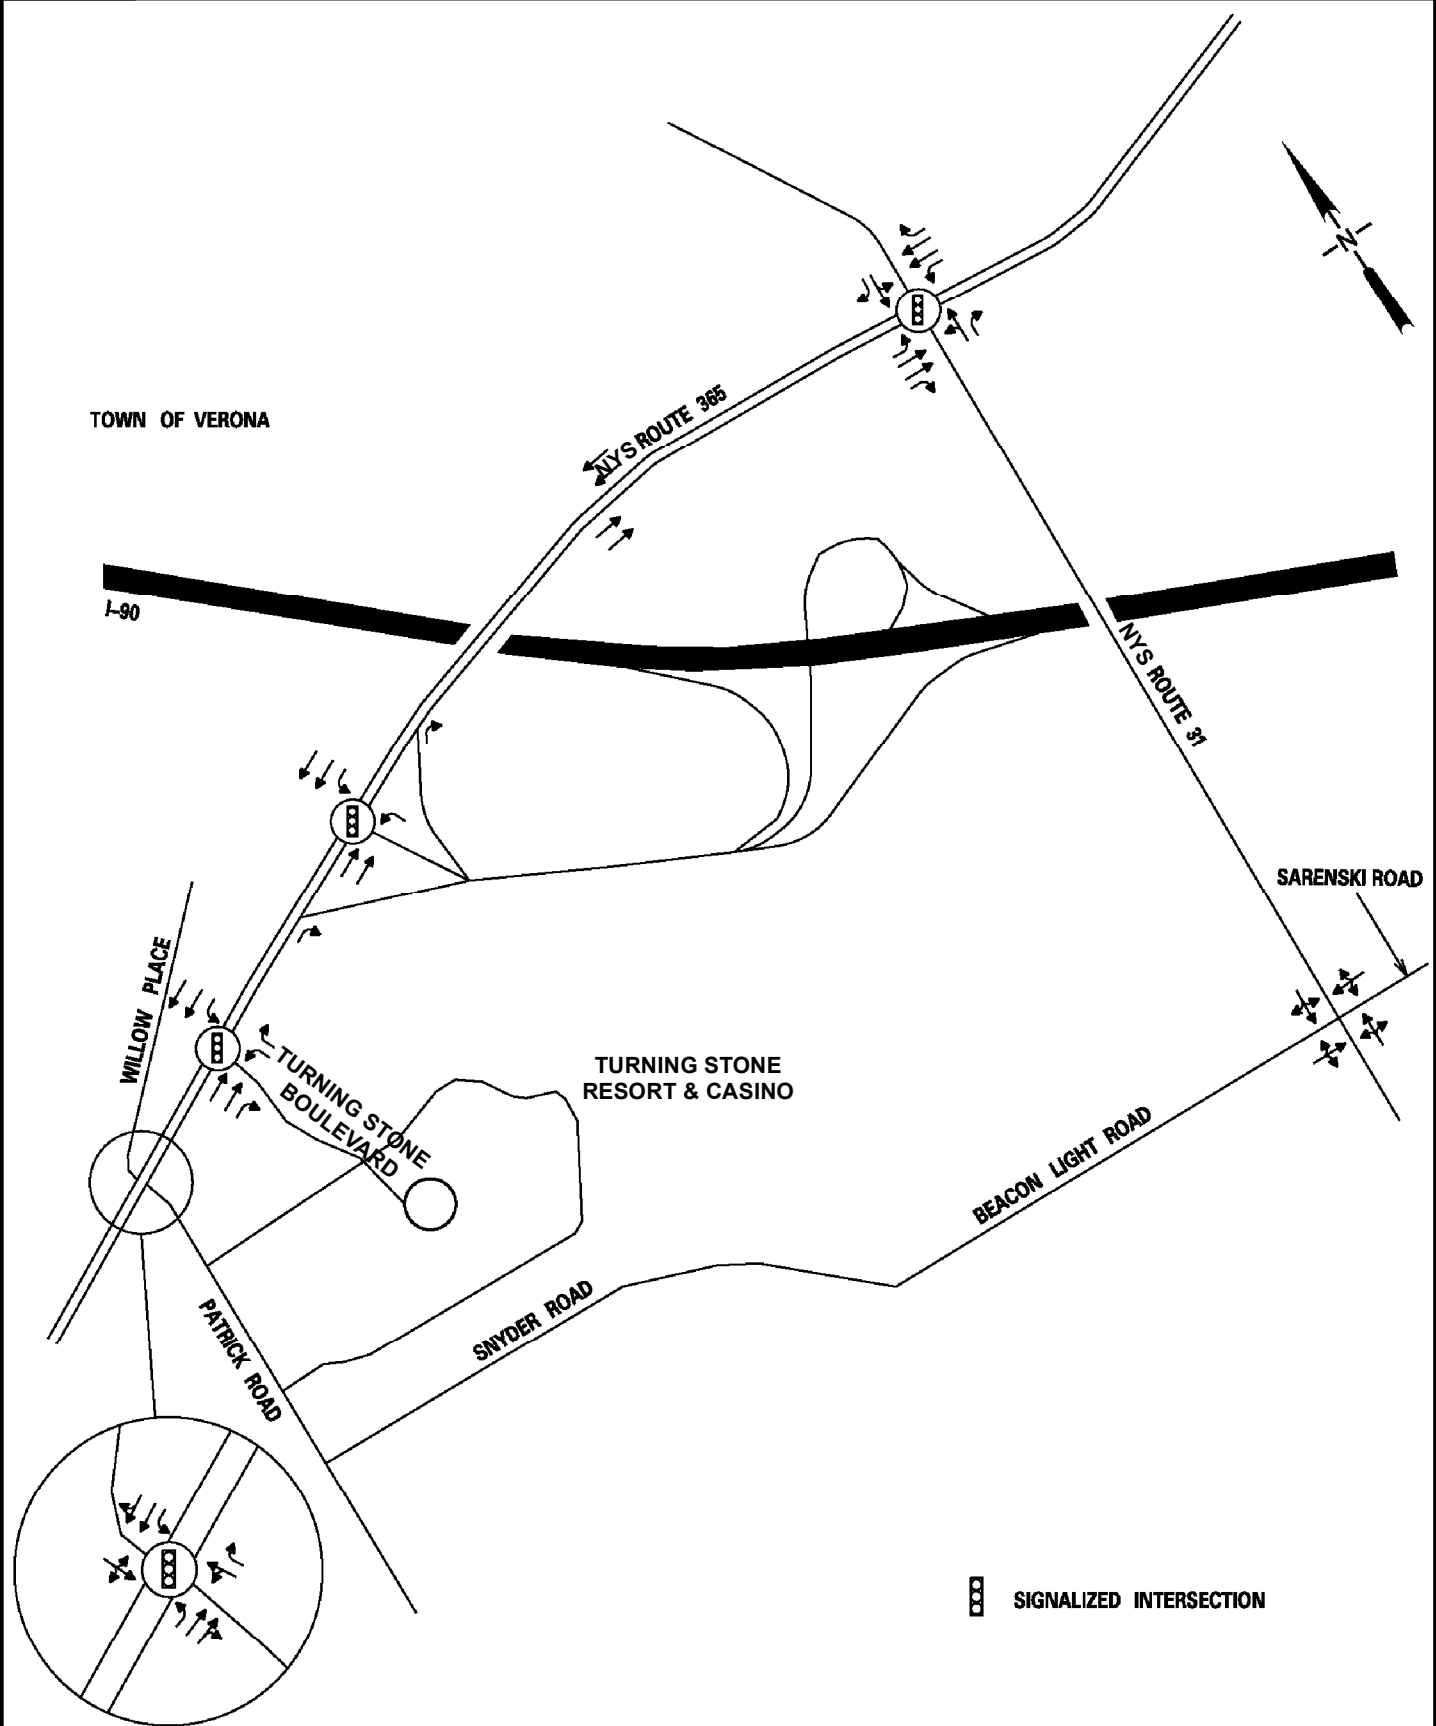 N
TOWN OF VERONA
NYS ROUTE 365
I-90
NYS ROUTE 31
SARENSKI ROAD
WILLOW PLACE
TURNING STONE
BOULEVARD
TURNING STONE
RESORT & CASINO
BEACON LIGHT ROAD
SNYDER ROAD
PATRICK ROAD
SIGNALIZED INTERSECTION